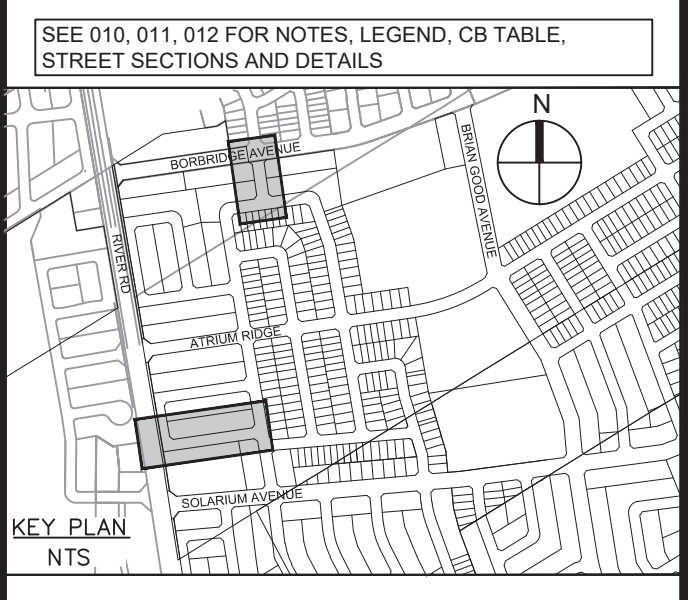 SEE 010, 011, 012 FOR NOTES, LEGEND, CB TABLE,
STREET SECTIONS AND DETAILS
N
BORBRIDGE AVENUE
BRIAN GOOD AVENUE
RIVER RD
ATRIUM RIDGE
SOLARIUM AVENUE
KEY PLAN
NTS